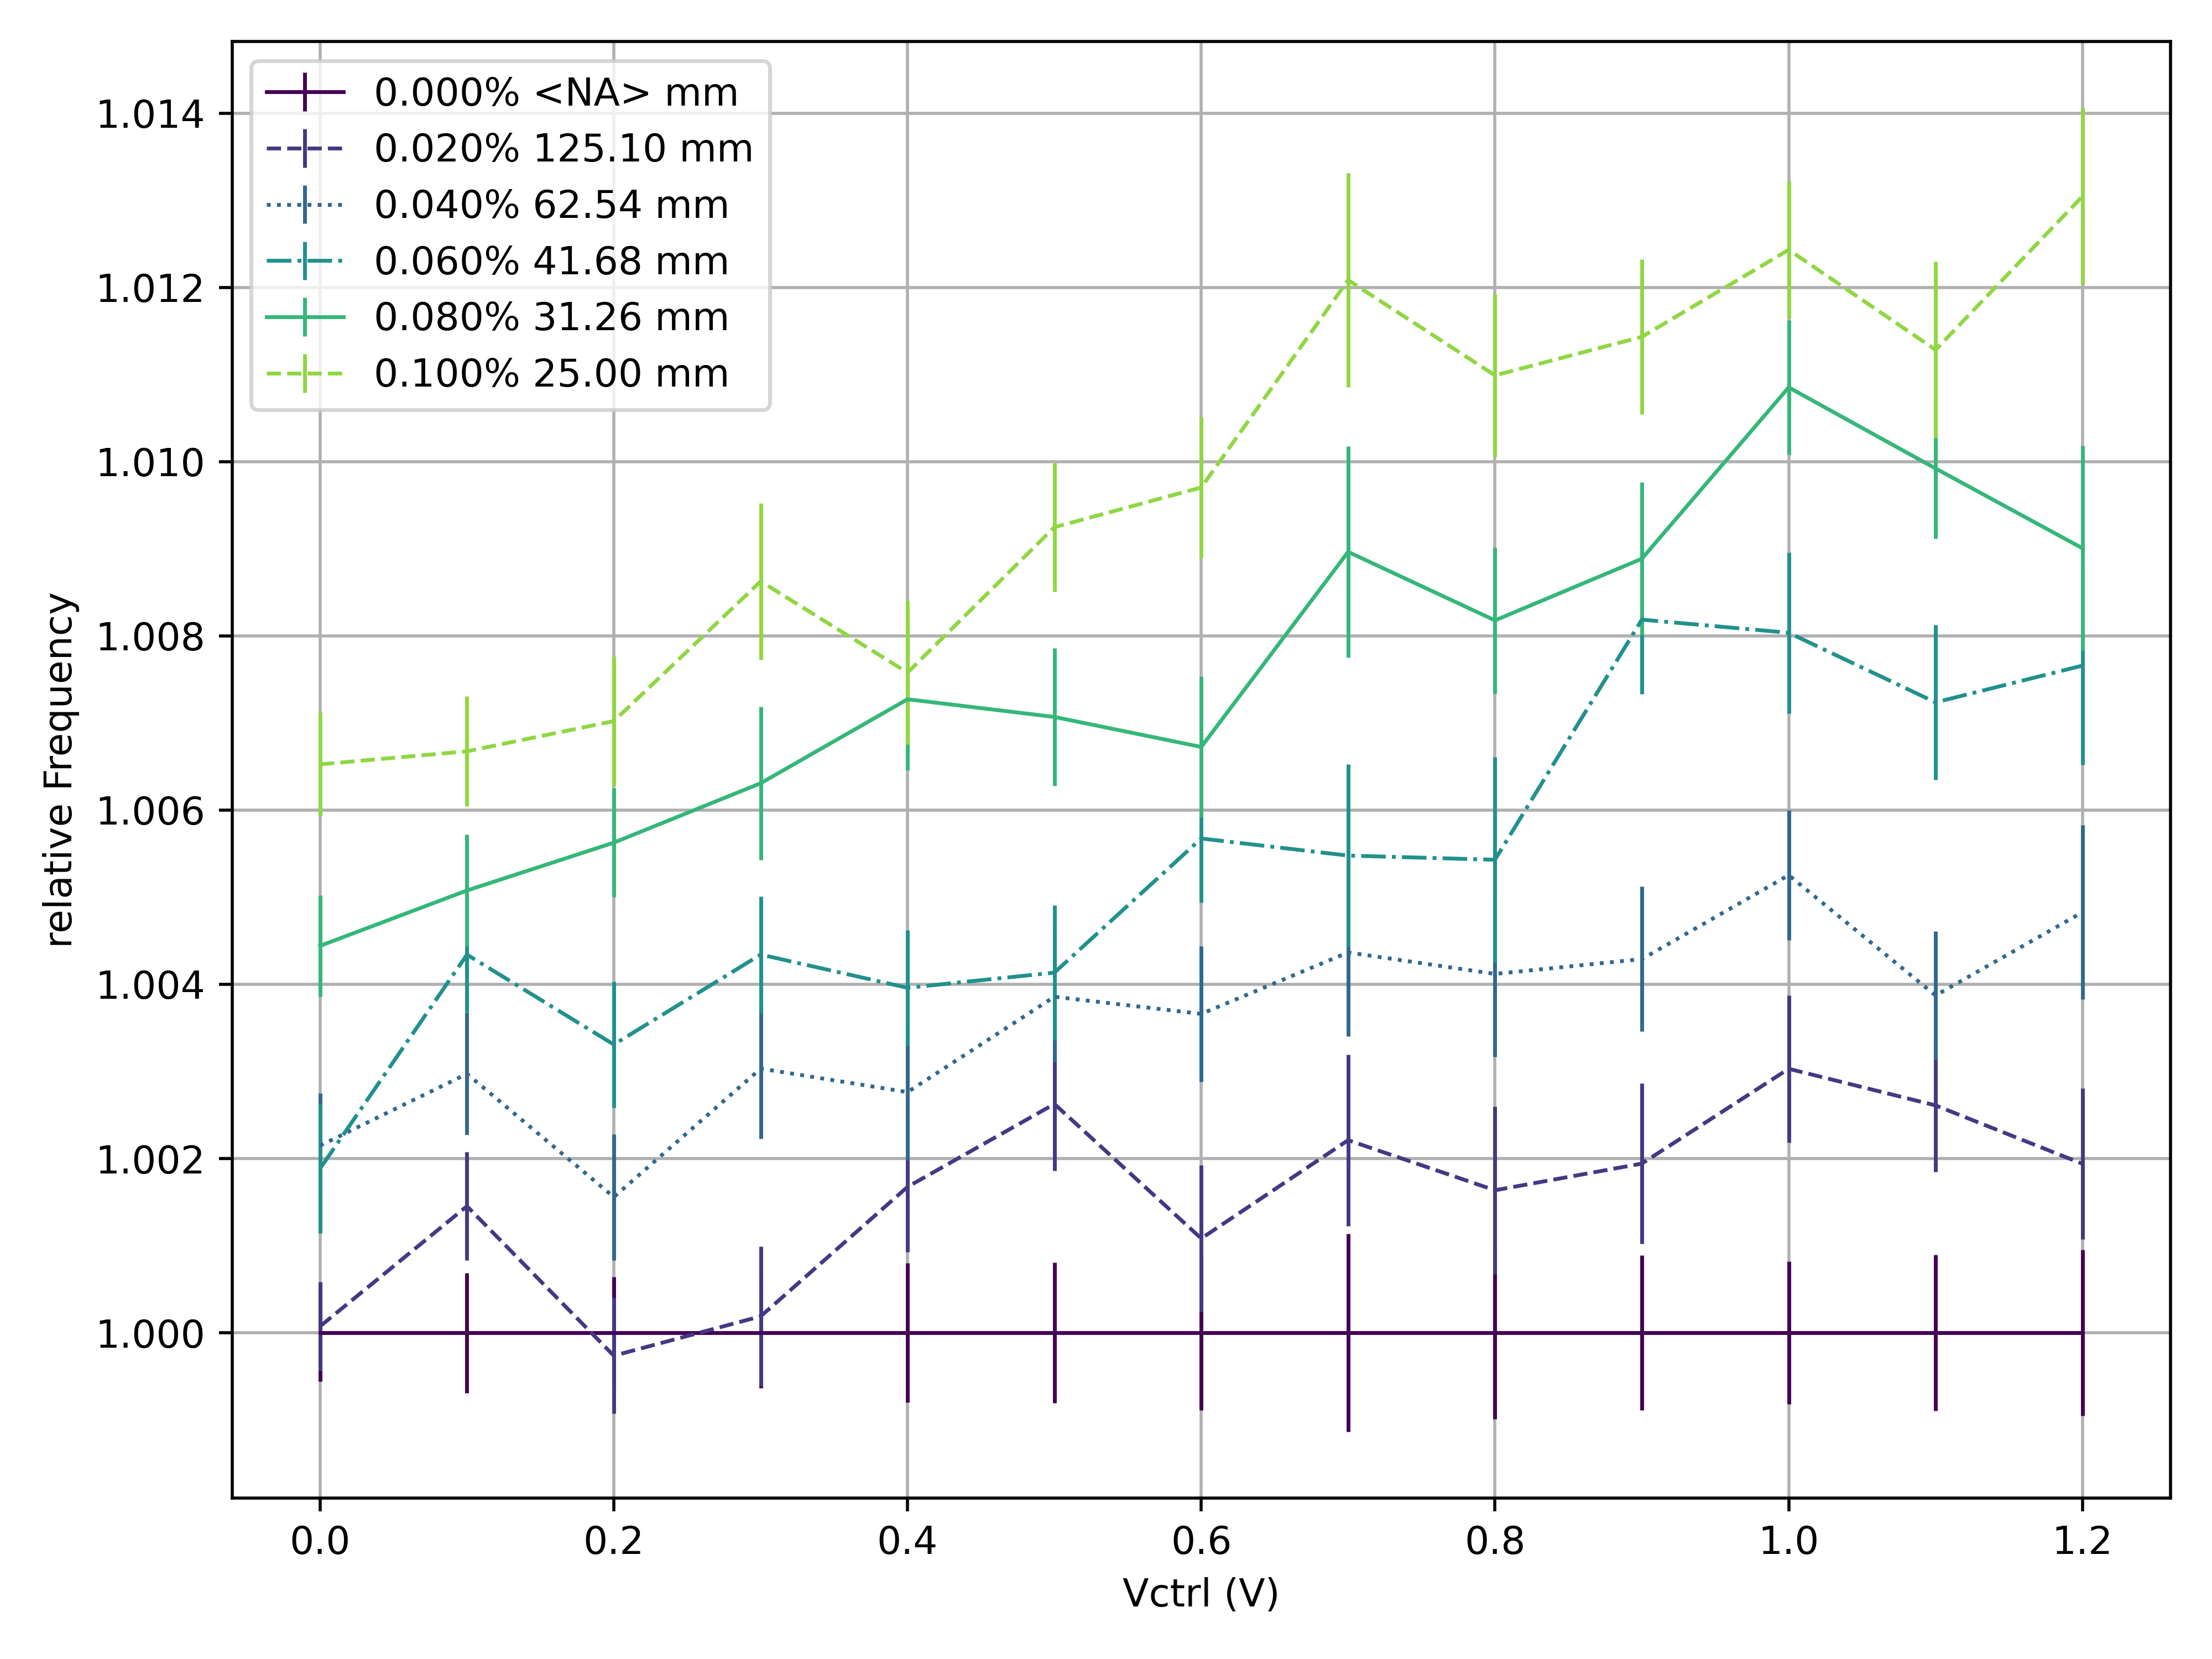 0.000% <NA> mm
0.020% 125.10 mm
0.040% 62.54 mm
0.060% 41.68 mm
0.080% 31.26 mm
0.100% 25.00 mm
1.014
1.012
1.010
1.008
1.006
1.004
1.002
1.000
relative Frequency
0.0 0.2 0.4 0.6 0.8 1.0 1.2
Vctrl (V)